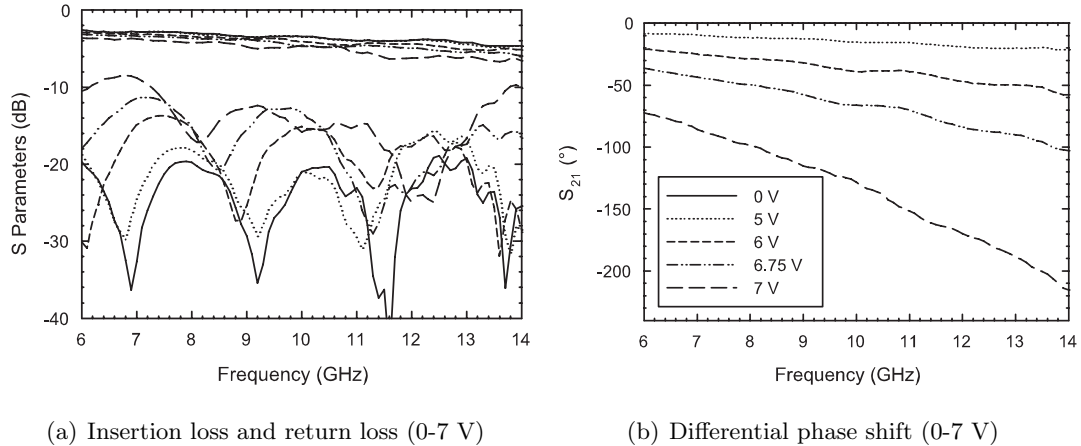 0
-10
-20
-30
-40
S Parameters (dB)
6 7 8 9 10 11 12 13 14
Frequency (GHz)
(a) Insertion loss and return loss (0-7 V)
0
-50
-100
-150
-200
S21 (°)
0 V
5 V
6 V
6.75 V
7 V
6 7 8 9 10 11 12 13 14
Frequency (GHz)
(b) Differential phase shift (0-7 V)